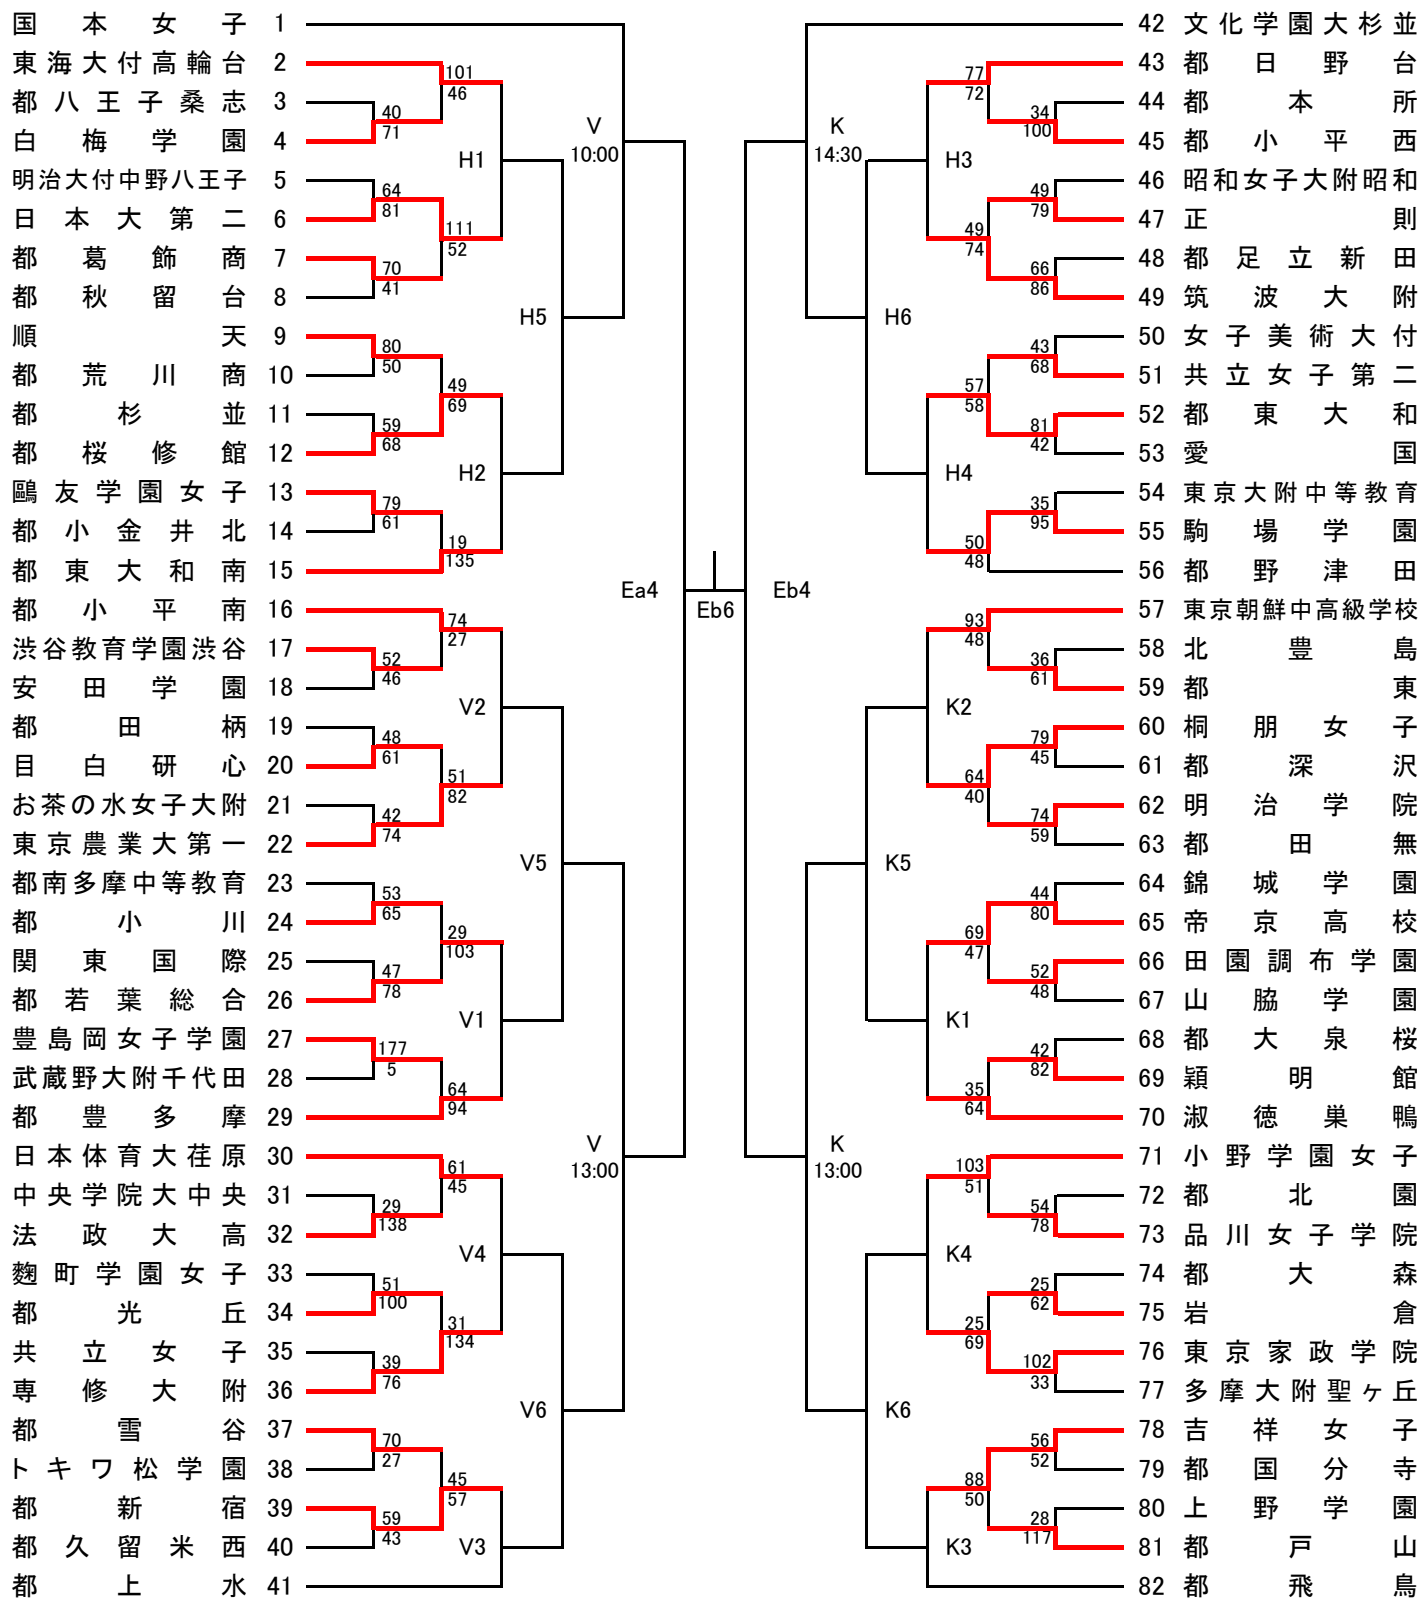 国本女子 1
東海大付高輪台 2
101
46
都八王子桑志 3
40
71
白梅学園 4
H1
明治大付中野八王子 5
64
81
日本大第二 6
111
52
都葛飾商 7
70
41
都秋留台 8
V
10:00
H5
順天 9
80
50
都荒川商 10
49
69
都杉並 11
59
68
都桜修館 12
H2
鷗友学園女子 13
79
61
都小金井北 14
19
135
都東大和南 15
Ea4
都小平南 16
74
27
渋谷教育学園渋谷 17
52
46
安田学園 18
V2
都田柄 19
48
61
目白研心 20
51
82
お茶の水女子大附 21
42
74
東京農業大第一 22
V5
都南多摩中等教育 23
53
65
都小川 24
29
103
関東国際 25
47
78
都若葉総合 26
V1
豊島岡女子学園 27
177
5
武蔵野大附千代田 28
64
94
都豊多摩 29
V
13:00
日本体育大荏原 30
61
45
中央学院大中央 31
29
138
法政大高 32
V4
麴町学園女子 33
51
100
都光丘 34
31
134
共立女子 35
39
76
専修大附 36
V6
都雪谷 37
70
27
トキワ松学園 38
45
57
都新宿 39
59
43
都久留米西 40
V3
都上水 41
Eb6
42 文化学園大杉並
43 都日野台
77
72
44 都本所
34
100
45 都小平西
K
14:30
H3
46 昭和女子大附昭和
49
79
47 正則
49
74
48 都足立新田
66
86
49 筑波大附
H6
50 女子美術大付
43
68
51 共立女子第二
57
58
52 都東大和
81
42
53 愛国
H4
54 東京大附中等教育
35
95
55 駒場学園
50
48
56 都野津田
Eb4
57 東京朝鮮中高級学校
93
48
58 北豊島
36
61
59 都東
K2
60 桐朋女子
79
45
61 都深沢
64
40
62 明治学院
74
59
63 都田無
K5
64 錦城学園
44
80
65 帝京高校
69
47
66 田園調布学園
52
48
67 山脇学園
K1
68 都大泉桜
42
82
69 穎明館
35
64
70 淑徳巣鴨
K
13:00
71 小野学園女子
103
51
72 都北園
54
78
73 品川女子学院
K4
74 都大森
25
62
75 岩倉
25
69
76 東京家政学院
102
33
77 多摩大附聖ヶ丘
K6
78 吉祥女子
56
52
79 都国分寺
88
50
80 上野学園
28
117
81 都戸山
K3
82 都飛鳥